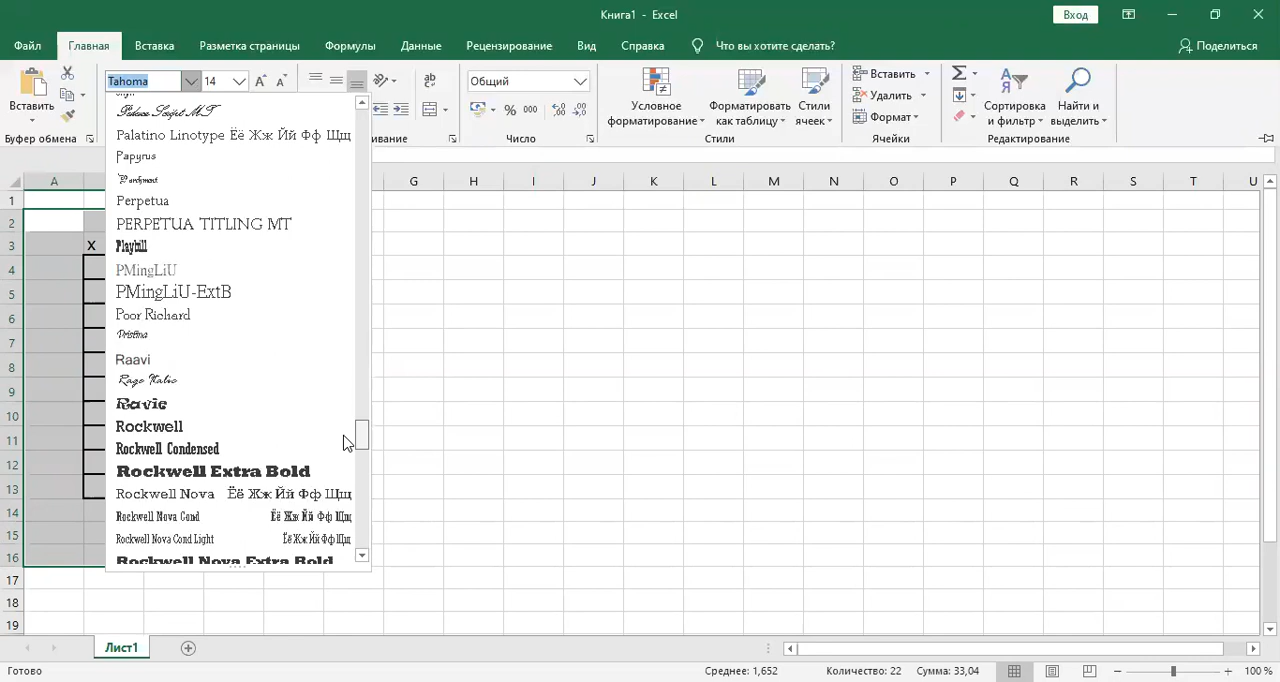 Книга1 - Excel
Вход
Файл
Главная
Вставка
Разметка страницы
Формулы
Данные
Рецензирование
Вид
Справка
Что вы хотите сделать?
Поделиться
Вставить
Tahoma
14
Общий
Условное форматирование
Форматировать как таблицу
Стили ячеек
Вставить
Удалить
Формат
Сортировка и фильтр
Найти и выделить
Буфер обмена
ивание
Число
Стили
Ячейки
Редактирование
Palace Script MT
Palatino Linotype Ёё Жж Йй Фф Щщ
Papyrus
Parchment
Perpetua
PERPETUA TITLING MT
Playbill
PMingLiU
PMingLiU-ExtB
Poor Richard
Pristina
Raavi
Rage Italic
Ravie
Rockwell
Rockwell Condensed
Rockwell Extra Bold
Rockwell Nova Ёё Жж Йй Фф Щщ
Rockwell Nova Cond Ёё Жж Йй Фф Щщ
Rockwell Nova Cond Light Ёё Жж Йй Фф Щщ
Rockwell Nova Extra Bold
A G H I J K L M N O P Q R S T U
1
2
3 X
4
5
6
7
8
9
10
11
12
13
14
15
16
17
18
19
Лист1
Готово
Среднее: 1,652
Количество: 22
Сумма: 33,04
100 %